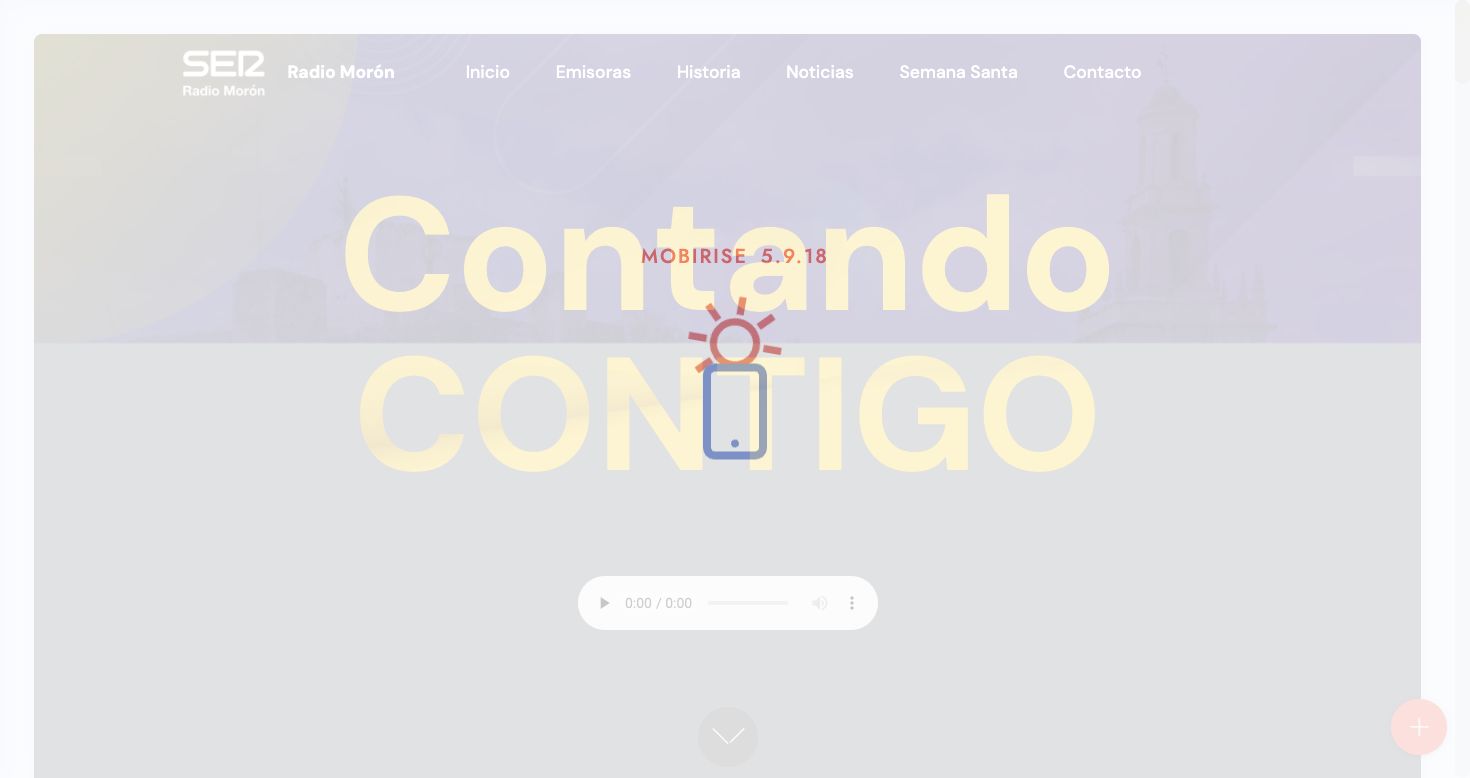 SER
Radio Morón
Radio Morón
Inicio
Emisoras
Historia
Noticias
Semana Santa
Contacto
Contando
MOBIRISE 5.9.18
CONTIGO
0:00 / 0:00